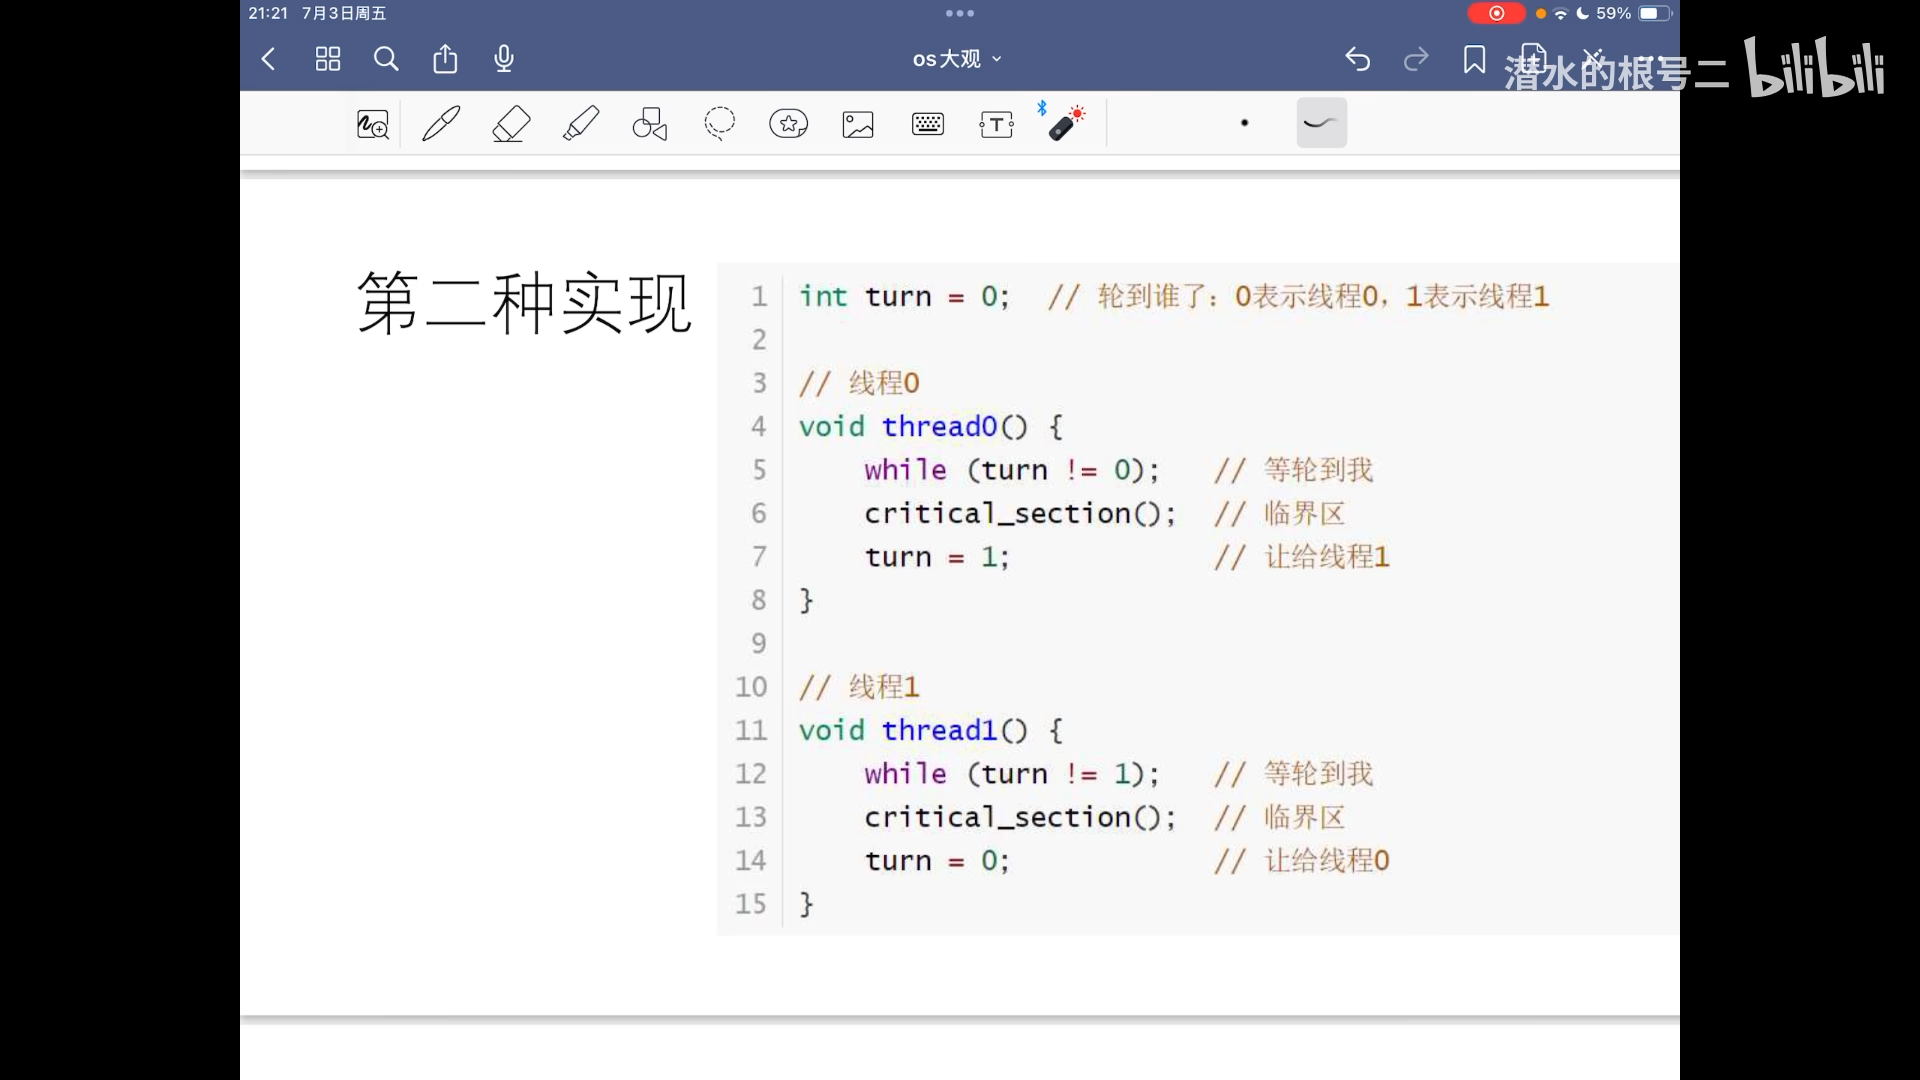 21:21 7月3日周五
59%
os大观
潜水的根号二 bilibili
第二种实现
1 int turn = 0; // 轮到谁了：0表示线程0，1表示线程1
2
3 // 线程0
4 void thread0() {
5 while (turn != 0); // 等轮到我
6 critical_section(); // 临界区
7 turn = 1; // 让给线程1
8 }
9
10 // 线程1
11 void thread1() {
12 while (turn != 1); // 等轮到我
13 critical_section(); // 临界区
14 turn = 0; // 让给线程0
15 }